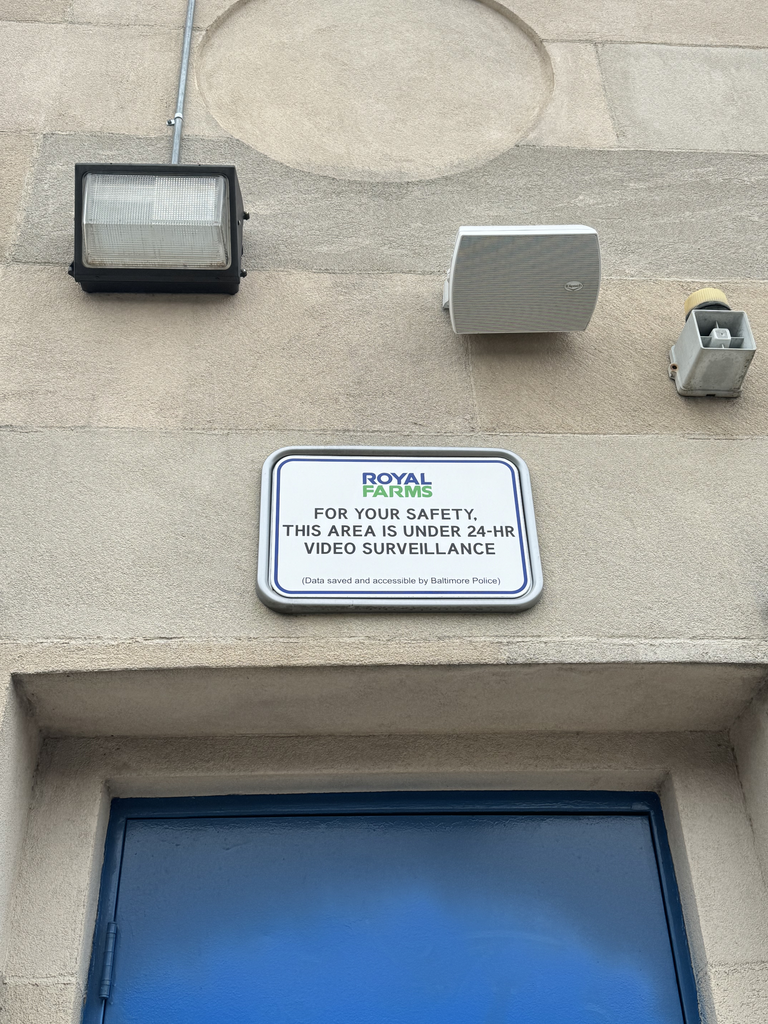 ROYAL
FARMS
FOR YOUR SAFETY,
THIS AREA IS UNDER 24-HR
VIDEO SURVEILLANCE
(Data saved and accessible by Baltimore Police)